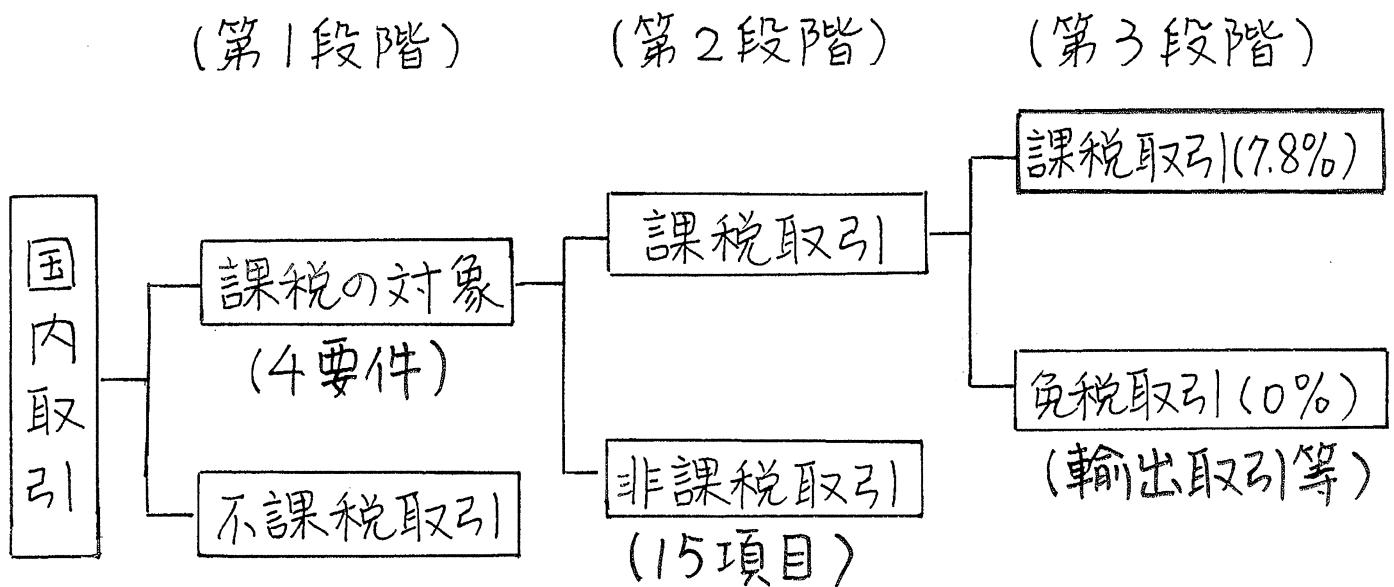 (第1段階)
(第2段階)
(第3段階)
国内取引
課税の対象
(4要件)
不課税取引
課税取引
非課税取引
(15項目)
課税取引(7.8%)
免税取引(0%)
(輸出取引等)